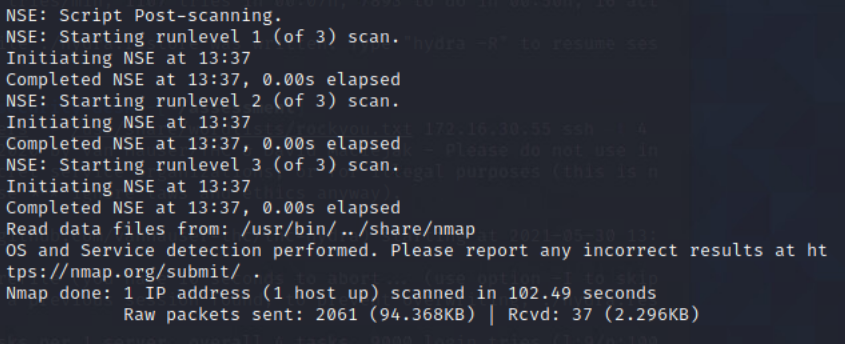 NSE: Script Post-scanning.
NSE: Starting runlevel 1 (of 3) scan.
Initiating NSE at 13:37
Completed NSE at 13:37, 0.00s elapsed
NSE: Starting runlevel 2 (of 3) scan.
Initiating NSE at 13:37
Completed NSE at 13:37, 0.00s elapsed
NSE: Starting runlevel 3 (of 3) scan.
Initiating NSE at 13:37
Completed NSE at 13:37, 0.00s elapsed
Read data files from: /usr/bin/../share/nmap
OS and Service detection performed. Please report any incorrect results at ht
tps://nmap.org/submit/ .
Nmap done: 1 IP address (1 host up) scanned in 102.49 seconds
Raw packets sent: 2061 (94.368KB) | Rcvd: 37 (2.296KB)